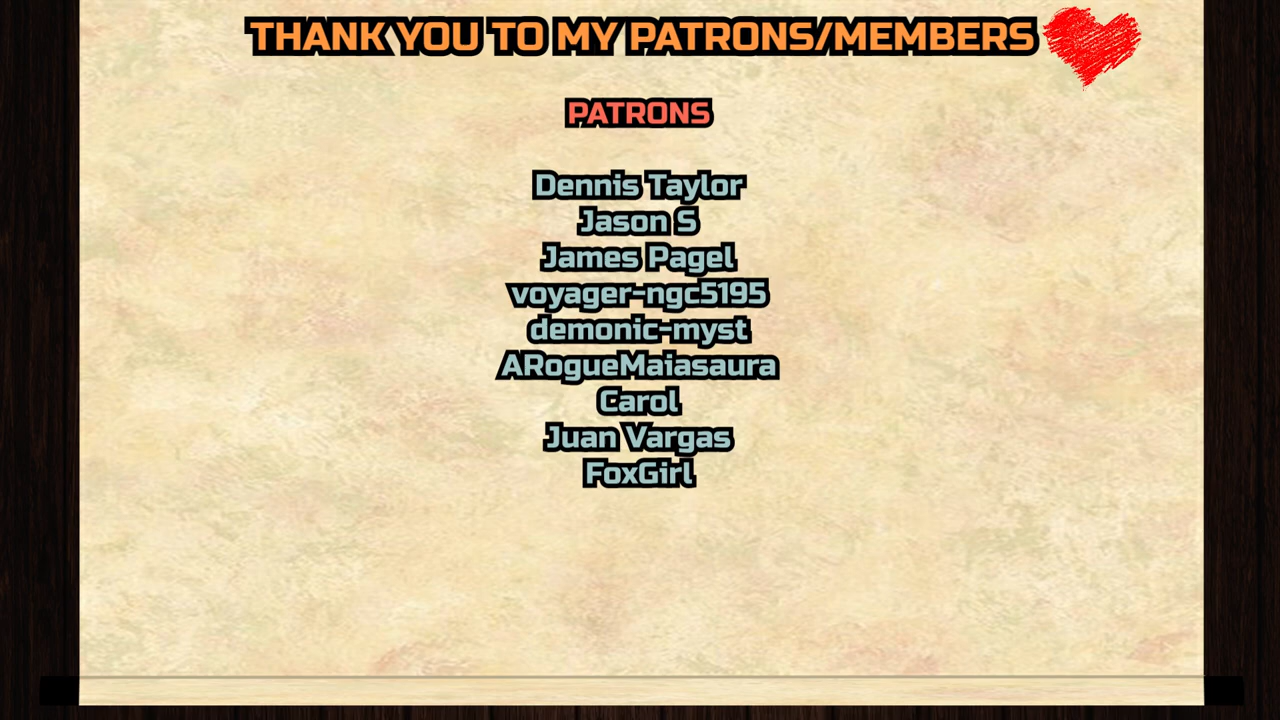 THANK YOU TO MY PATRONS/MEMBERS
PATRONS
Dennis Taylor
Jason S
James Pagel
voyager-ngc5195
demonic-myst
ARogueMaiasaura
Carol
Juan Vargas
FoxGirl